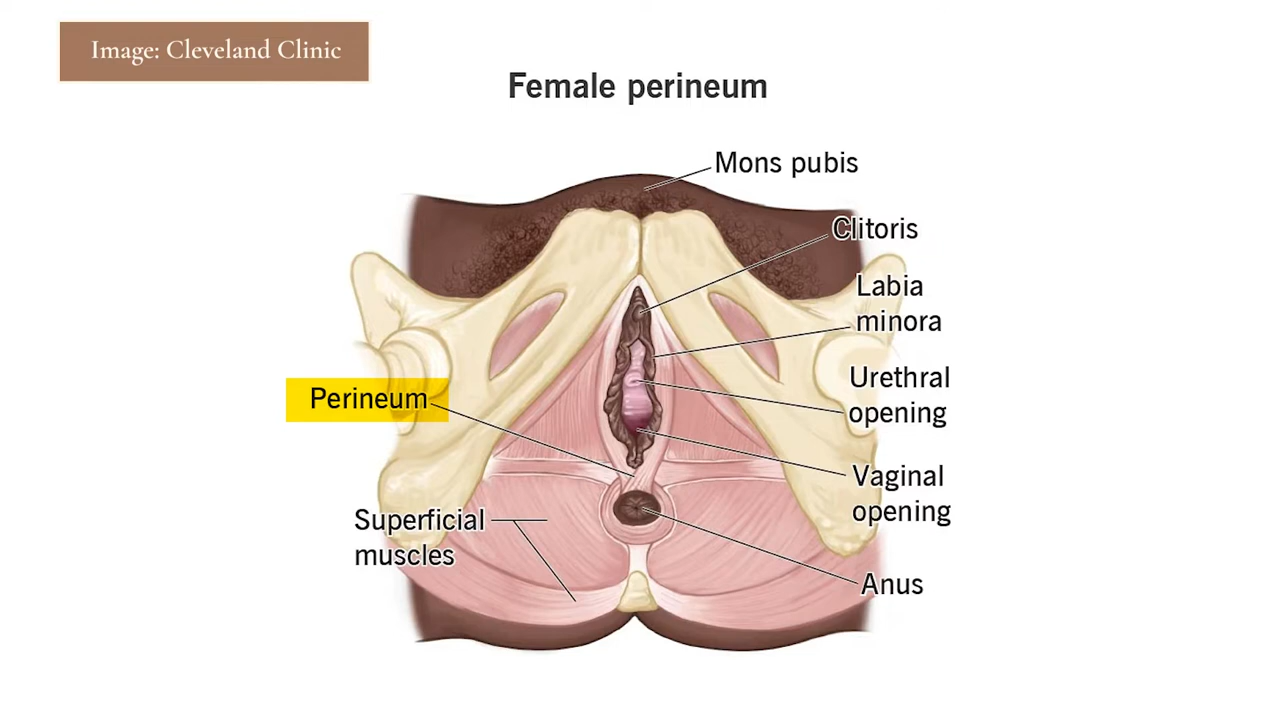 Image: Cleveland Clinic
Female perineum
Mons pubis
Clitoris
Labia
minora
Urethral
opening
Perineum
Vaginal
opening
Superficial
muscles
Anus